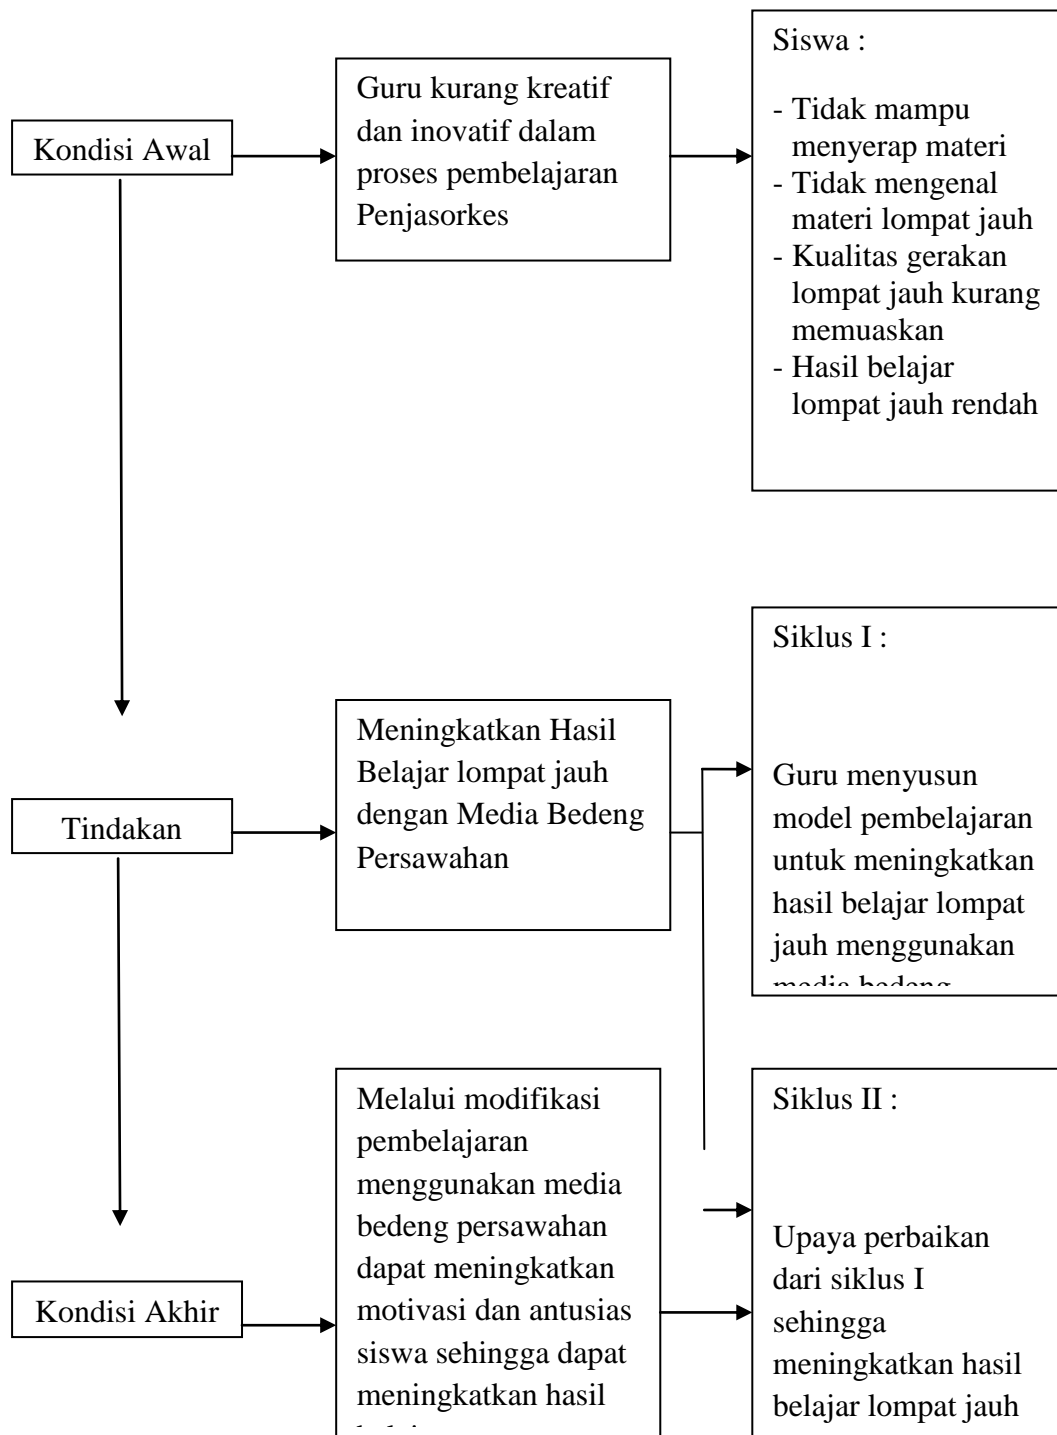 Kondisi Awal
Guru kurang kreatif
dan inovatif dalam
proses pembelajaran
Penjasorkes
Siswa :
- Tidak mampu
menyerap materi
- Tidak mengenal
materi lompat jauh
- Kualitas gerakan
lompat jauh kurang
memuaskan
- Hasil belajar
lompat jauh rendah
Tindakan
Meningkatkan Hasil
Belajar lompat jauh
dengan Media Bedeng
Persawahan
Siklus I :
Guru menyusun
model pembelajaran
untuk meningkatkan
hasil belajar lompat
jauh menggunakan
media bedeng
Kondisi Akhir
Melalui modifikasi
pembelajaran
menggunakan media
bedeng persawahan
dapat meningkatkan
motivasi dan antusias
siswa sehingga dapat
meningkatkan hasil
Siklus II :
Upaya perbaikan
dari siklus I
sehingga
meningkatkan hasil
belajar lompat jauh